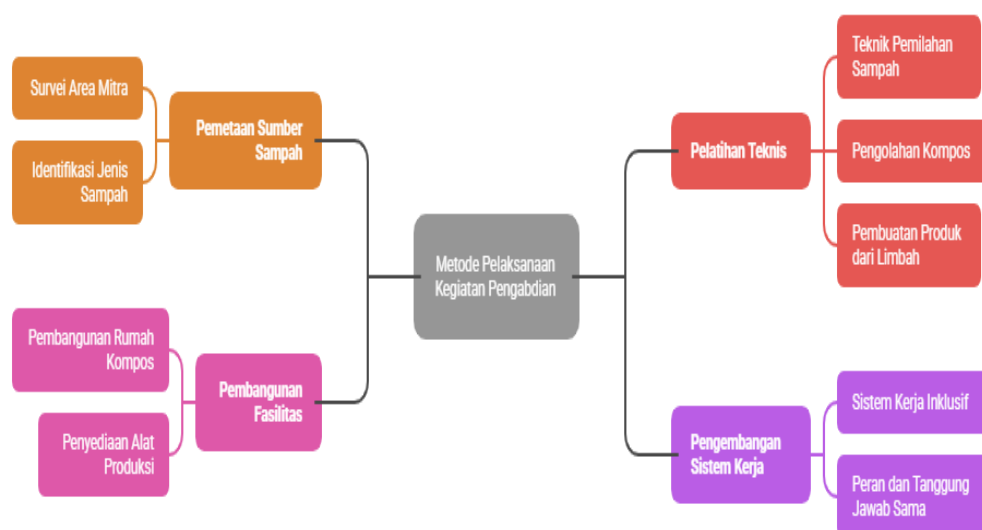 Survei Area Mitra
Identifikasi Jenis
Sampah
Pemetaan Sumber
Sampah
Pembangunan Rumah
Kompos
Penyediaan Alat
Produksi
Pembangunan
Fasilitas
Metode Pelaksanaan
Kegiatan Pengabdian
Pelatihan Teknis
Teknik Pemilahan
Sampah
Pengolahan Kompos
Pembuatan Produk
dari Limbah
Pengembangan
Sistem Kerja
Sistem Kerja Inklusif
Peran dan Tanggung
Jawab Sama